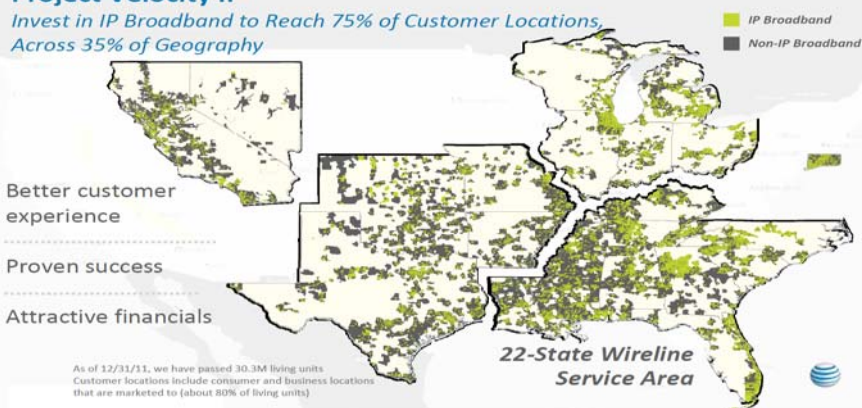 Project Velocity IP
Invest in IP Broadband to Reach 75% of Customer Locations,
Across 35% of Geography
IP Broadband
Non-IP Broadband
Better customer
experience
Proven success
Attractive financials
22-State Wireline
Service Area
As of 12/31/11, we have passed 30.3M living units
Customer locations include consumer and business locations
that are marketed to (about 80% of living units)